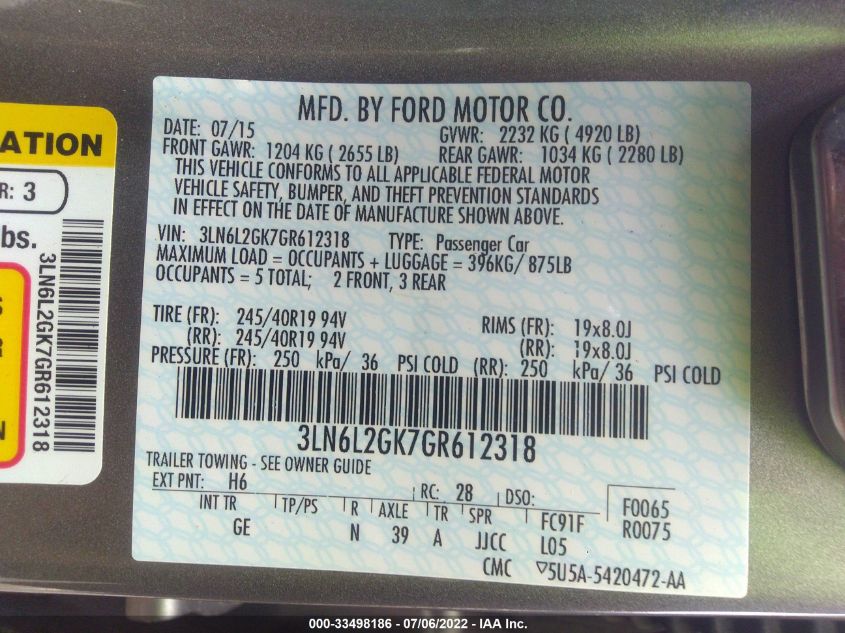 MFD. BY FORD MOTOR CO.
DATE: 07/15 GVWR: 2232 KG ( 4920 LB)
FRONT GAWR: 1204 KG ( 2655 LB) REAR GAWR: 1034 KG ( 2280 LB)
THIS VEHICLE CONFORMS TO ALL APPLICABLE FEDERAL MOTOR
VEHICLE SAFETY, BUMPER, AND THEFT PREVENTION STANDARDS
IN EFFECT ON THE DATE OF MANUFACTURE SHOWN ABOVE.
VIN: 3LN6L2GK7GR612318 TYPE: Passenger Car
MAXIMUM LOAD = OCCUPANTS + LUGGAGE = 396KG/ 875LB
OCCUPANTS = 5 TOTAL; 2 FRONT, 3 REAR
TIRE (FR): 245/40R19 94V RIMS (FR): 19x8.0J
(RR): 245/40R19 94V (RR): 19x8.0J
PRESSURE (FR): 250 kPa/ 36 PSI COLD (RR): 250 kPa/ 36 PSI COLD
3LN6L2GK7GR612318
TRAILER TOWING - SEE OWNER GUIDE
EXT PNT: H6 RC: 28 DSO: F0065
INT TR TP/PS R AXLE TR SPR FC91F R0075
GE N 39 A JJCC L05
CMC ▽5U5A-5420472-AA
ATION
R: 3
bs.
3LN6L2GK7GR612318
S
N
000-33498186 - 07/06/2022 - IAA Inc.